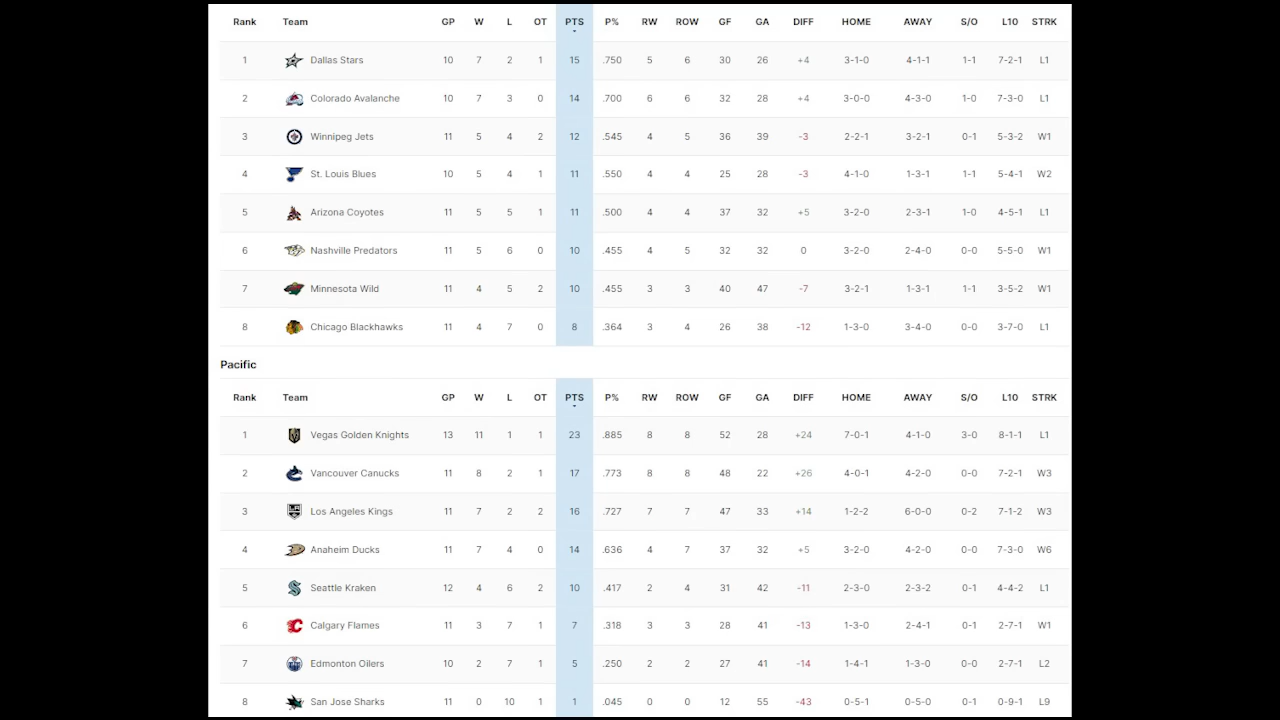 Rank Team GP W L OT PTS P% RW ROW GF GA DIFF HOME AWAY S/O L10 STRK
1 Dallas Stars 10 7 2 1 15 .750 5 6 30 26 +4 3-1-0 4-1-1 1-1 7-2-1 L1
2 Colorado Avalanche 10 7 3 0 14 .700 6 6 32 28 +4 3-0-0 4-3-0 1-0 7-3-0 L1
3 Winnipeg Jets 11 5 4 2 12 .545 4 5 36 39 -3 2-2-1 3-2-1 0-1 5-3-2 W1
4 St. Louis Blues 10 5 4 1 11 .550 4 4 25 28 -3 4-1-0 1-3-1 1-1 5-4-1 W2
5 Arizona Coyotes 11 5 5 1 11 .500 4 4 37 32 +5 3-2-0 2-3-1 1-0 4-5-1 L1
6 Nashville Predators 11 5 6 0 10 .455 4 5 32 32 0 3-2-0 2-4-0 0-0 5-5-0 W1
7 Minnesota Wild 11 4 5 2 10 .455 3 3 40 47 -7 3-2-1 1-3-1 1-1 3-5-2 W1
8 Chicago Blackhawks 11 4 7 0 8 .364 3 4 26 38 -12 1-3-0 3-4-0 0-0 3-7-0 L1
Pacific
Rank Team GP W L OT PTS P% RW ROW GF GA DIFF HOME AWAY S/O L10 STRK
1 Vegas Golden Knights 13 11 1 1 23 .885 8 8 52 28 +24 7-0-1 4-1-0 3-0 8-1-1 L1
2 Vancouver Canucks 11 8 2 1 17 .773 8 8 48 22 +26 4-0-1 4-2-0 0-0 7-2-1 W3
3 Los Angeles Kings 11 7 2 2 16 .727 7 7 47 33 +14 1-2-2 6-0-0 0-2 7-1-2 W3
4 Anaheim Ducks 11 7 4 0 14 .636 4 7 37 32 +5 3-2-0 4-2-0 0-0 7-3-0 W6
5 Seattle Kraken 12 4 6 2 10 .417 2 4 31 42 -11 2-3-0 2-3-2 0-1 4-4-2 L1
6 Calgary Flames 11 3 7 1 7 .318 3 3 28 41 -13 1-3-0 2-4-1 0-1 2-7-1 W1
7 Edmonton Oilers 10 2 7 1 5 .250 2 2 27 41 -14 1-4-1 1-3-0 0-0 2-7-1 L2
8 San Jose Sharks 11 0 10 1 1 .045 0 0 12 55 -43 0-5-1 0-5-0 0-1 0-9-1 L9